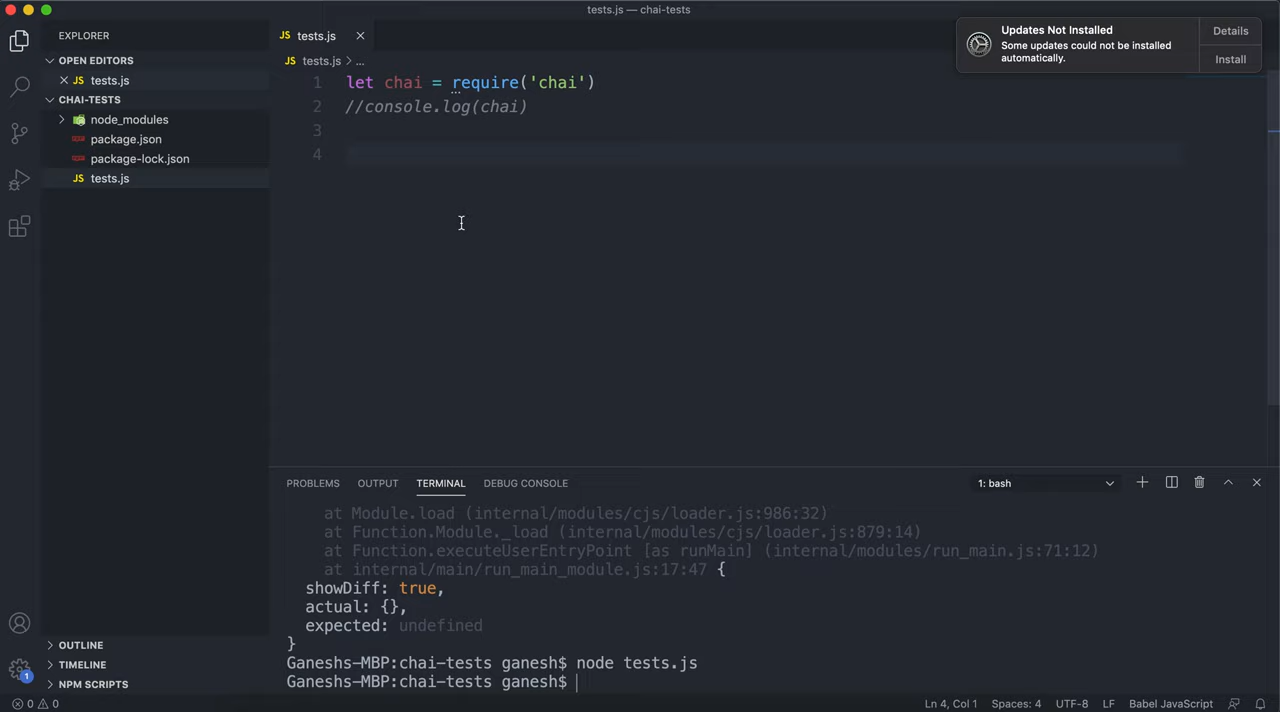 tests.js — chai-tests
EXPLORER
OPEN EDITORS
JS tests.js
CHAI-TESTS
node_modules
package.json
package-lock.json
JS tests.js
OUTLINE
TIMELINE
NPM SCRIPTS
1
JS tests.js
JS tests.js > ...
1 let chai = require('chai')
2 //console.log(chai)
3
4
Updates Not Installed
Some updates could not be installed
automatically.
Details
Install
PROBLEMS OUTPUT TERMINAL DEBUG CONSOLE 1: bash
at Module.load (internal/modules/cjs/loader.js:986:32)
at Function.Module._load (internal/modules/cjs/loader.js:879:14)
at Function.executeUserEntryPoint [as runMain] (internal/modules/run_main.js:71:12)
at internal/main/run_main_module.js:17:47 {
showDiff: true,
actual: {},
expected: undefined
}
Ganeshs-MBP:chai-tests ganesh$ node tests.js
Ganeshs-MBP:chai-tests ganesh$
0 0 Ln 4, Col 1 Spaces: 4 UTF-8 LF Babel JavaScript